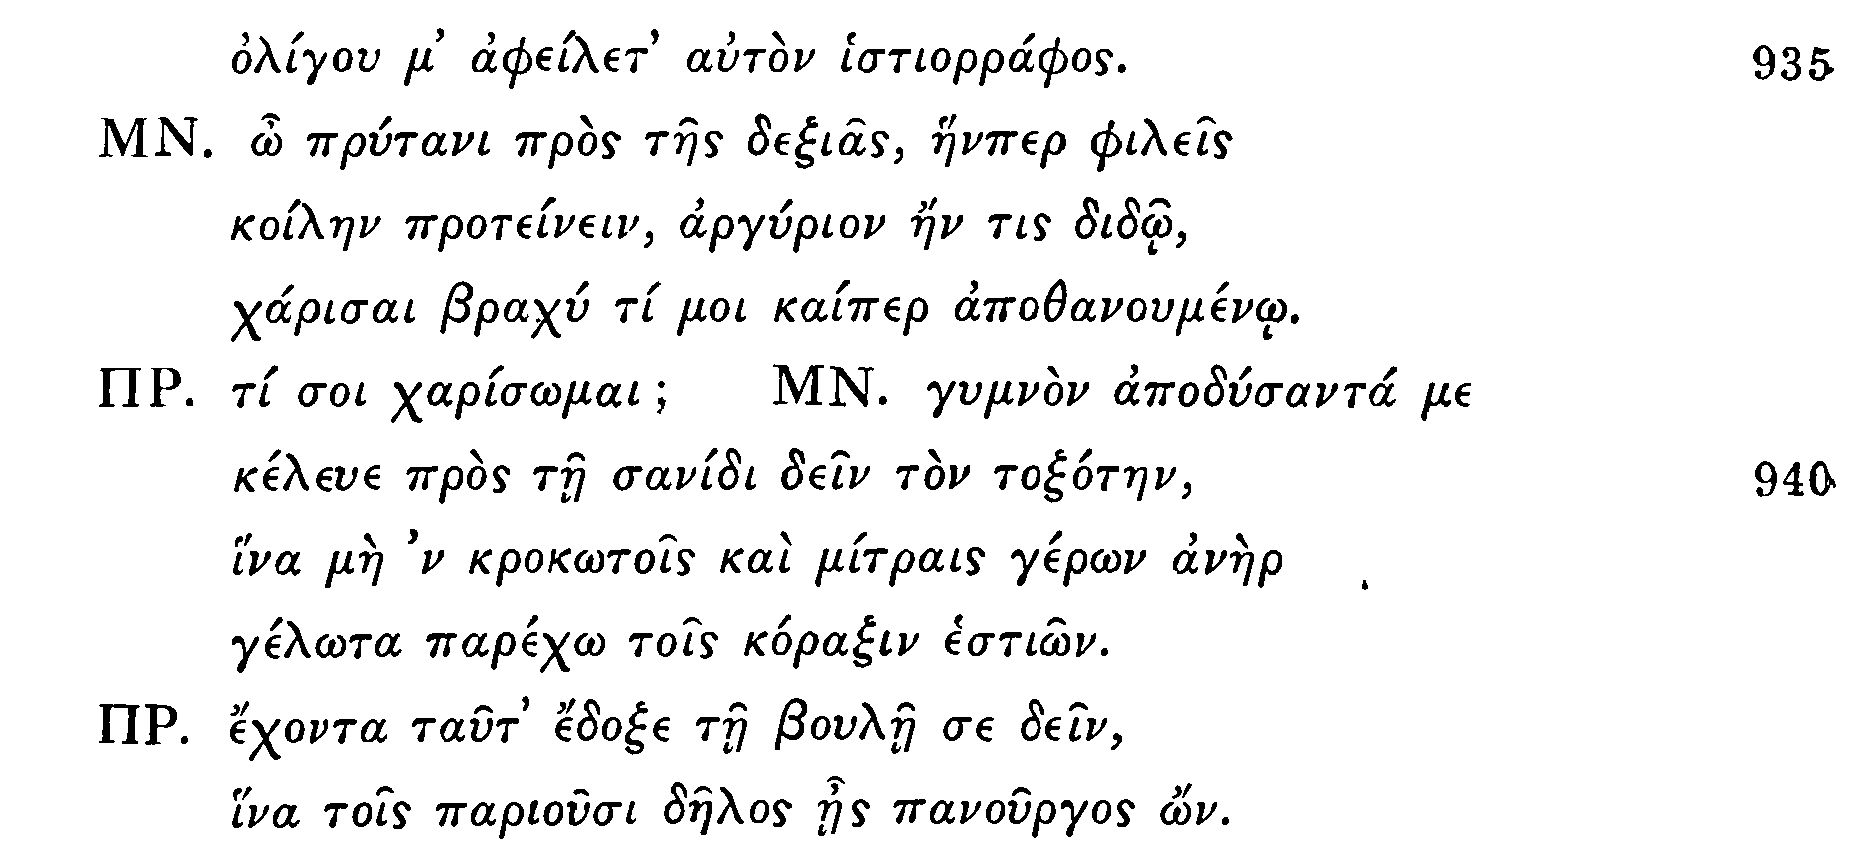 ὀλίγου μ’ ἀφείλετ’ αὐτὸν ἱστιορράφος. 935
ΜΝ. ὦ πρύτανι πρὸς τῆς δεξιᾶς, ἥνπερ φιλεῖς
κοίλην προτείνειν, ἀργύριον ἤν τις διδῷ,
χάρισαι βραχύ τί μοι καίπερ ἀποθανουμένῳ.
ΠΡ. τί σοι χαρίσωμαι; ΜΝ. γυμνὸν ἀποδύσαντά με
κέλευε πρὸς τῇ σανίδι δεῖν τὸν τοξότην, 940
ἵνα μὴ ’ν κροκωτοῖς καὶ μίτραις γέρων ἀνὴρ
γέλωτα παρέχω τοῖς κόραξιν ἑστιῶν.
ΠΡ. ἔχοντα ταῦτ’ ἔδοξε τῇ βουλῇ σε δεῖν,
ἵνα τοῖς παριοῦσι δῆλος ᾖς πανοῦργος ὤν.